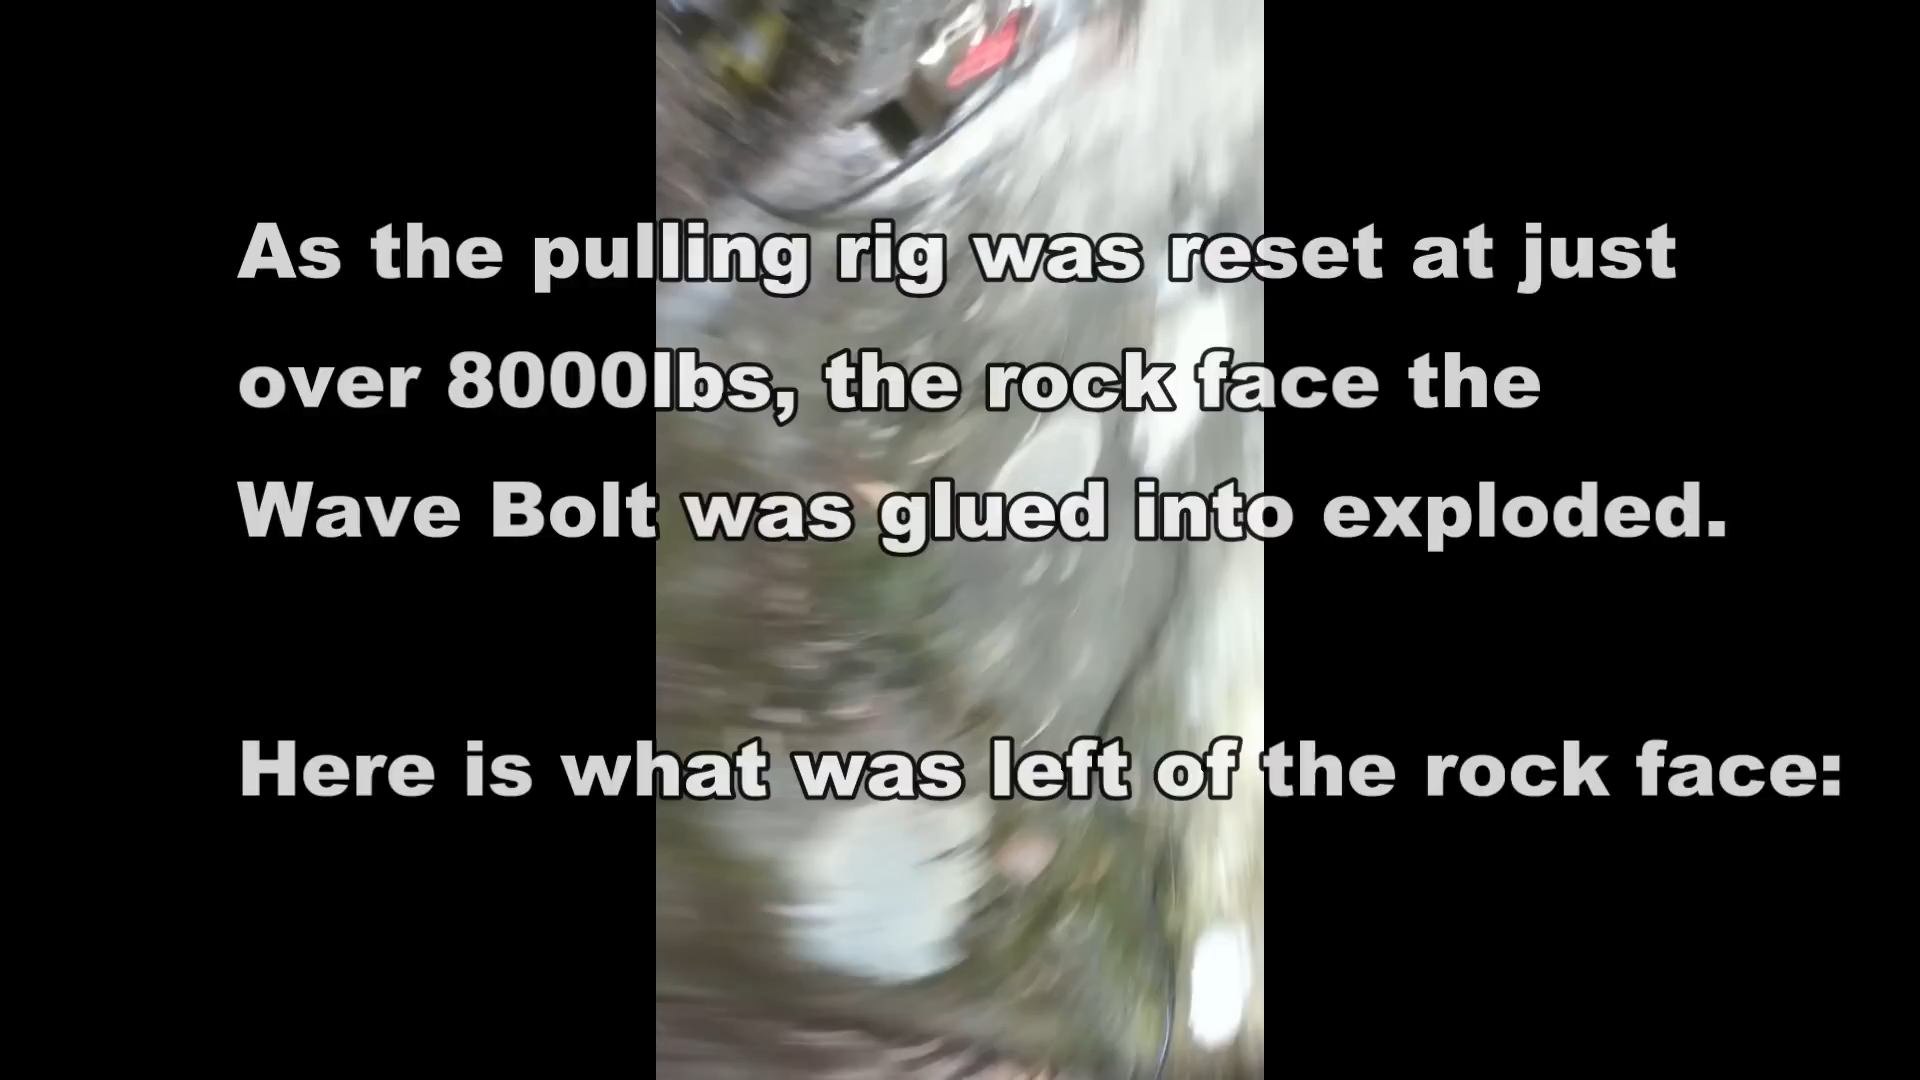 As the pulling rig was reset at just
over 8000lbs, the rock face the
Wave Bolt was glued into exploded.
Here is what was left of the rock face: